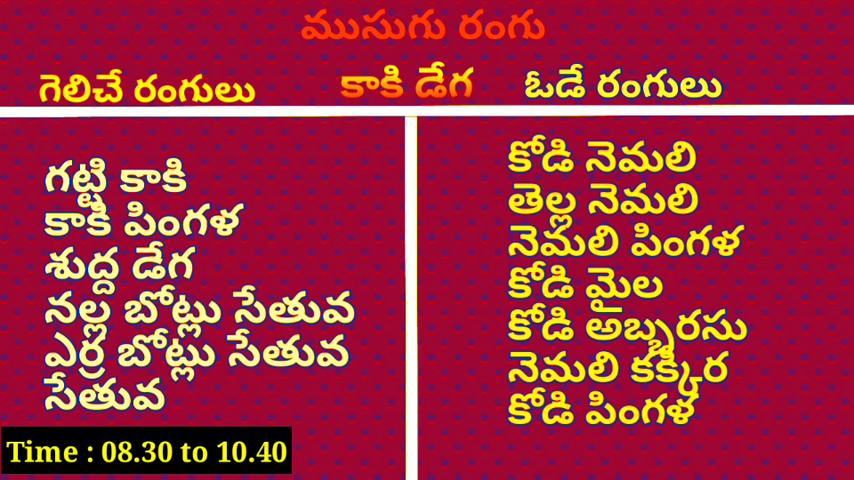 ముసుగు రంగు
గెలిచే రంగులు
కాకి డేగ
ఓడే రంగులు
గట్టి కాకి
కాకి పింగళ
శుద్ద డేగ
నల్ల బోట్లు సేతువ
ఎర్ర బోట్లు సేతువ
సేతువ
కోడి నెమలి
తెల్ల నెమలి
నెమలి పింగళ
కోడి మైల
కోడి అబ్బరసు
నెమలి కక్కిర
కోడి పింగళ
Time : 08.30 to 10.40